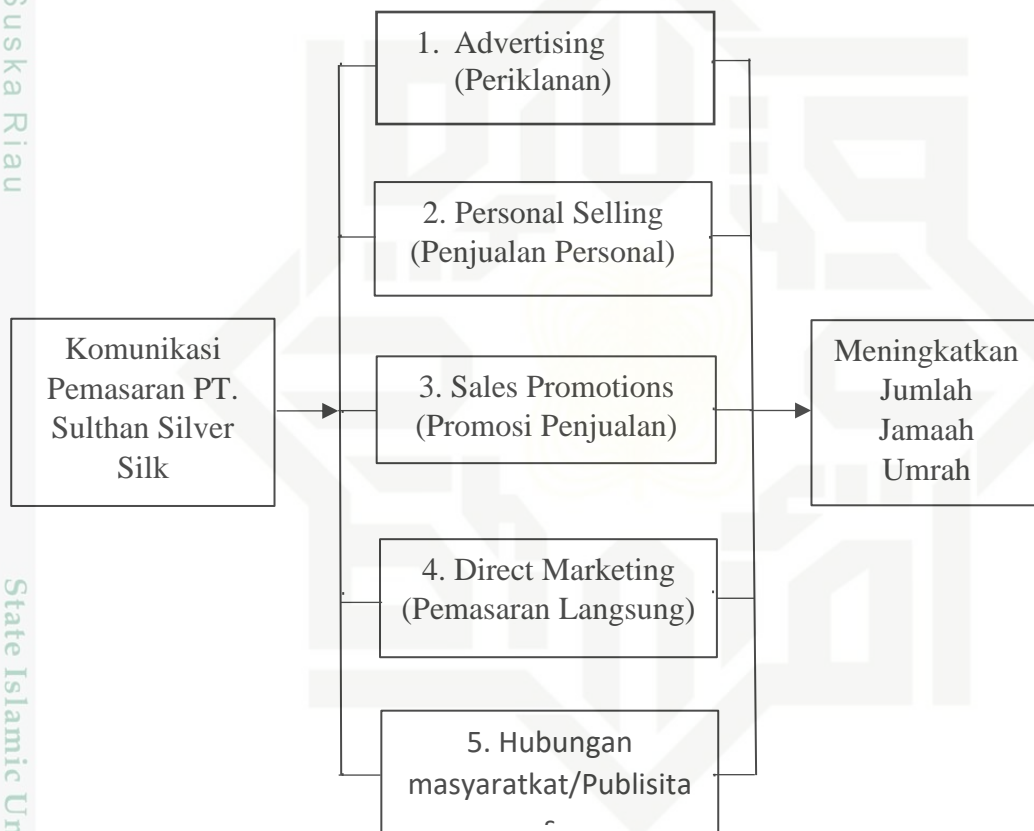 Suska Riau
State Islamic Un
1. Advertising
(Periklanan)
2. Personal Selling
(Penjualan Personal)
Komunikasi
Pemasaran PT.
Sulthan Silver
Silk
3. Sales Promotions
(Promosi Penjualan)
Meningkatkan
Jumlah
Jamaah
Umrah
4. Direct Marketing
(Pemasaran Langsung)
5. Hubungan
masyaratkat/Publisita